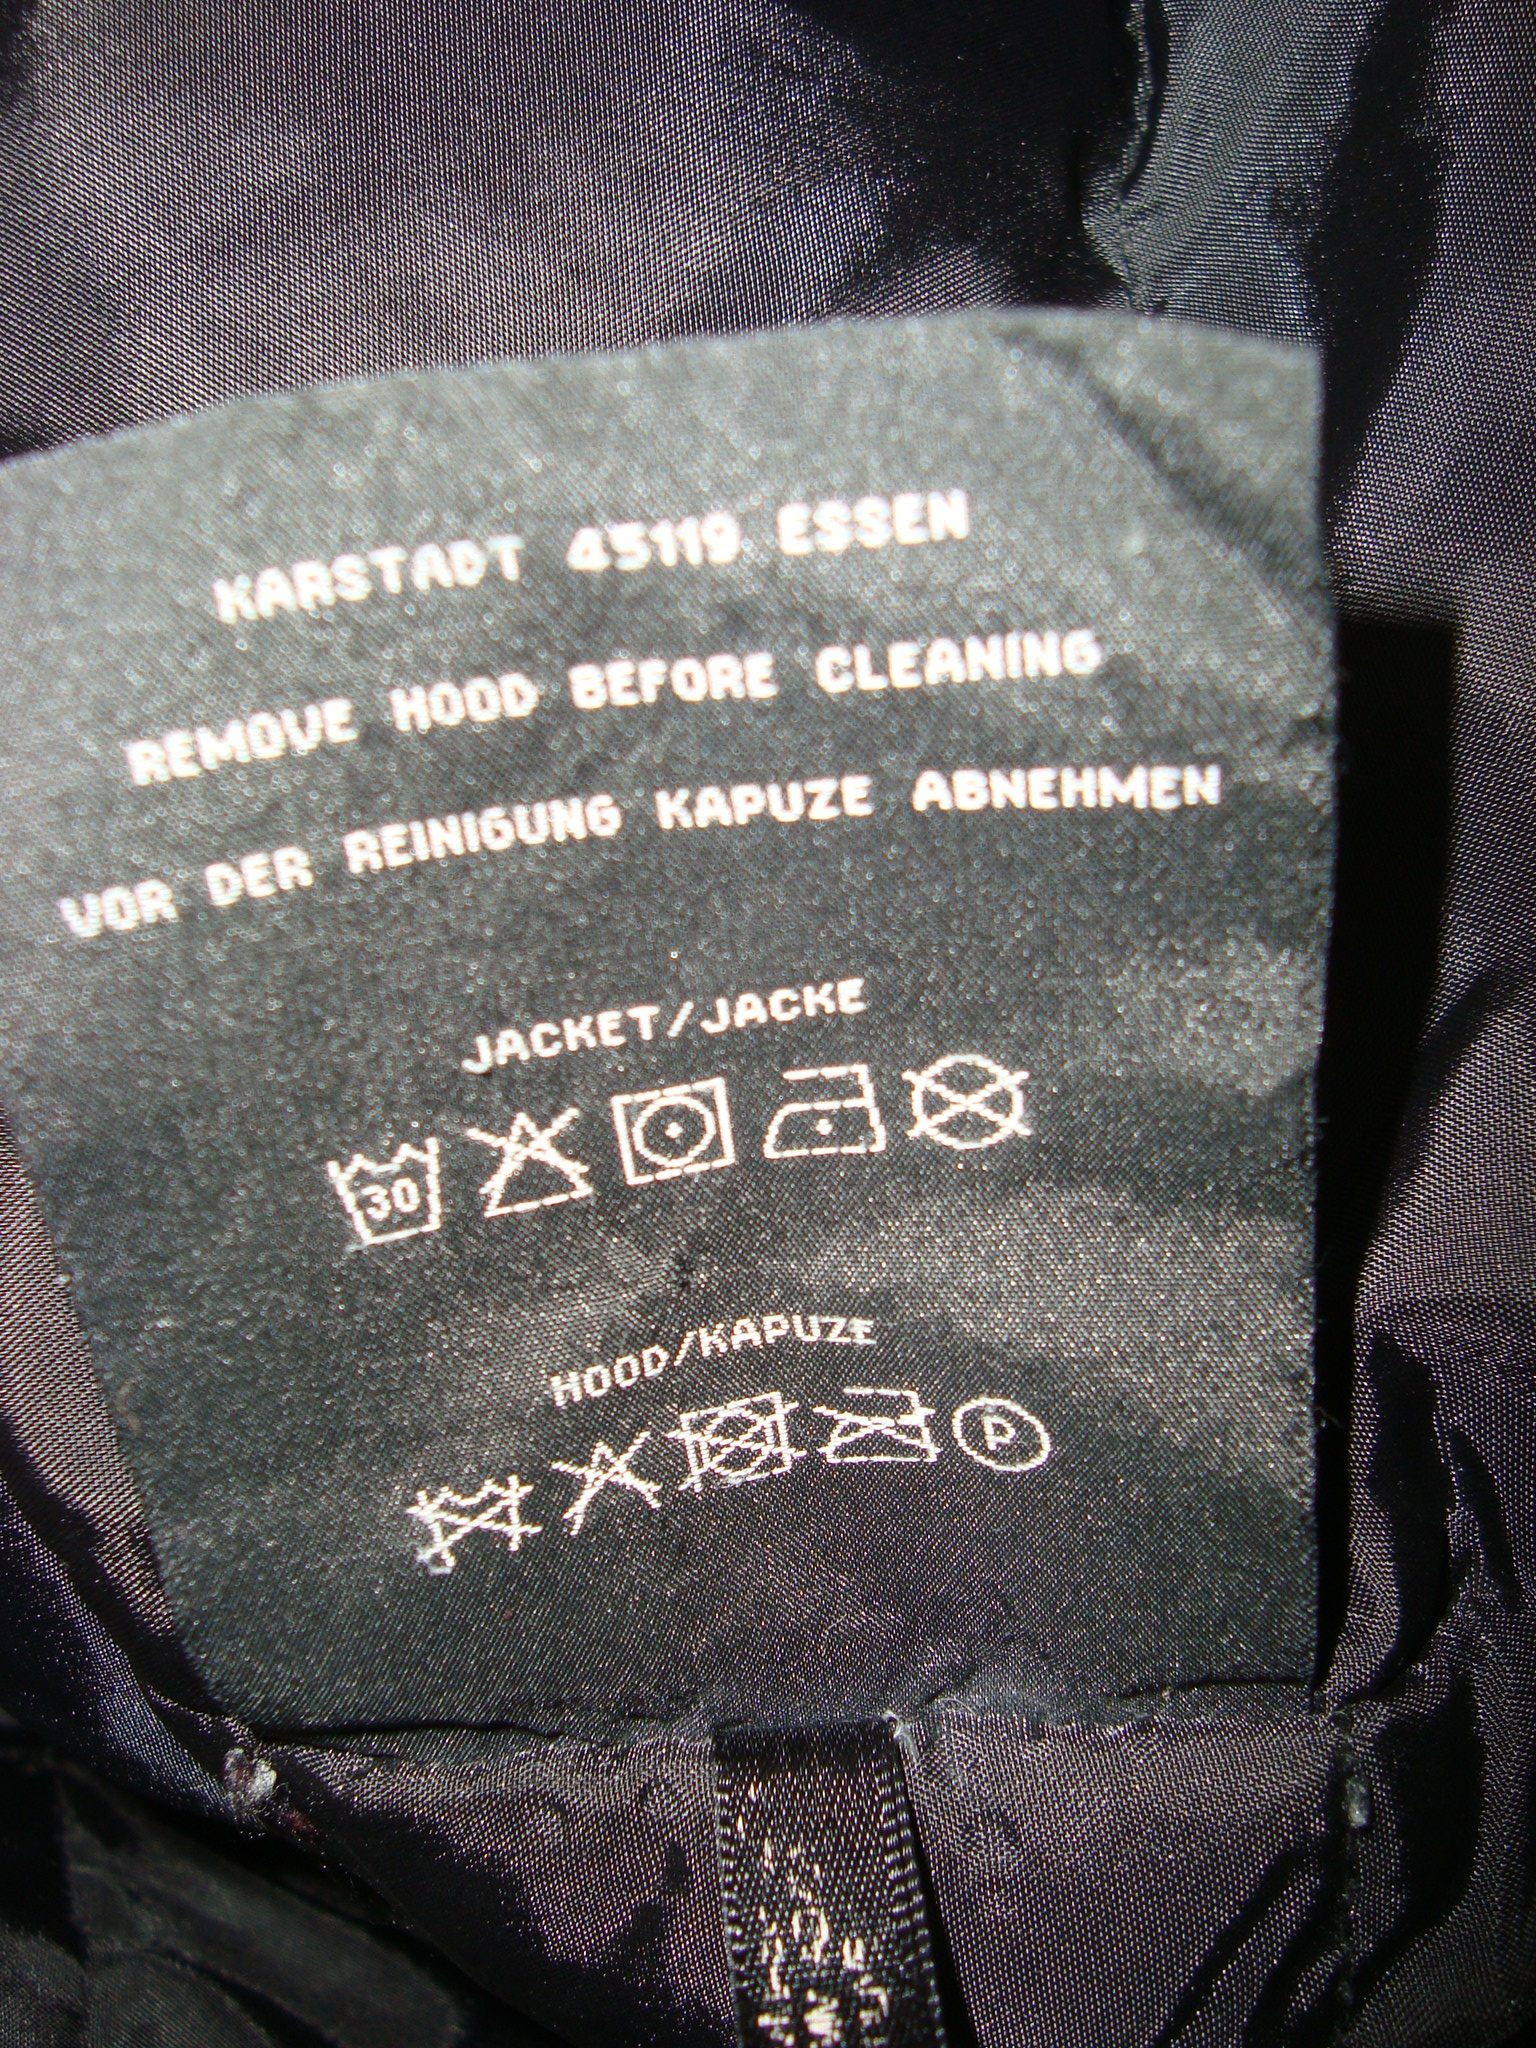 KARSTADT 45119 ESSEN
REMOVE HOOD BEFORE CLEANING
VOR DER REINIGUNG KAPUZE ABNEHMEN
JACKET/JACKE
30
HOOD/KAPUZE
P